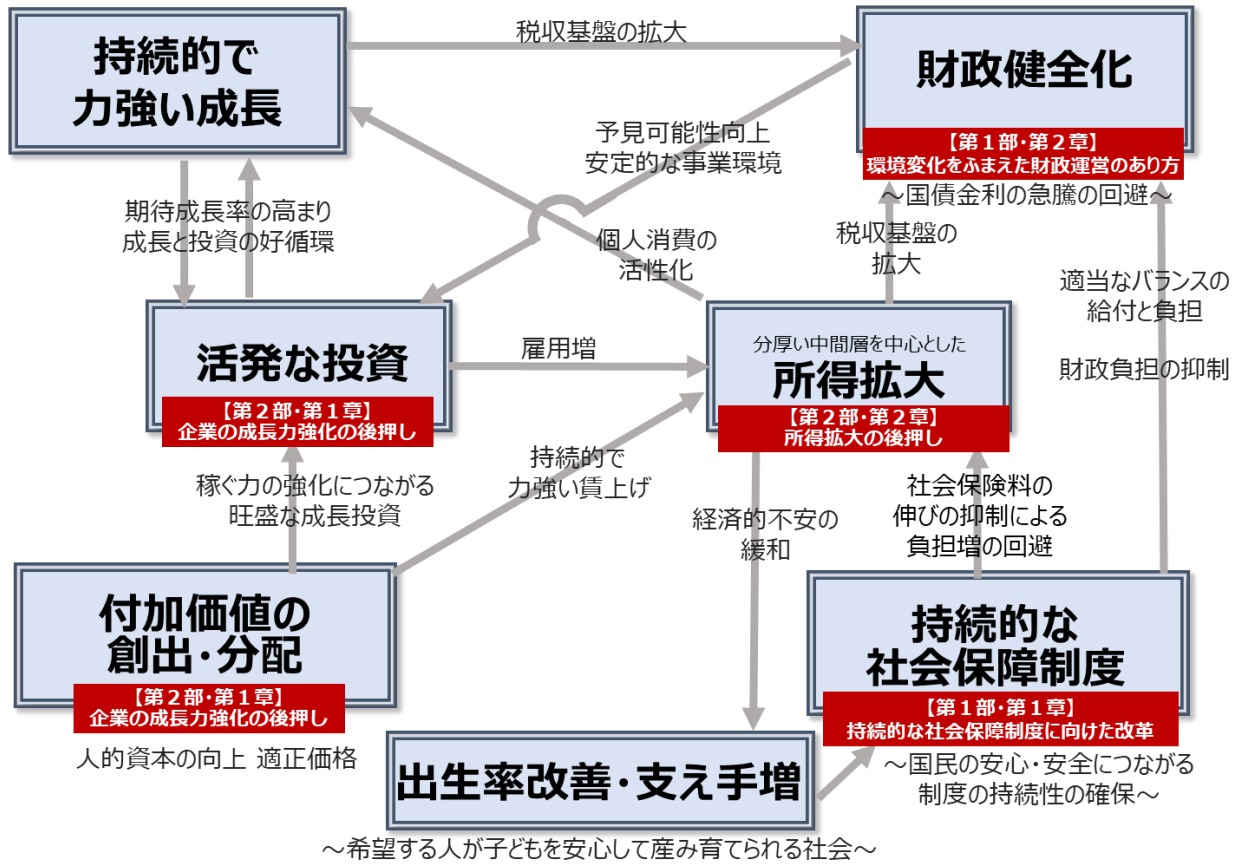 持続的で
力強い成長
税収基盤の拡大
財政健全化
【第１部・第２章】
環境変化をふまえた財政運営のあり方
～国債金利の急騰の回避～
予見可能性向上
安定的な事業環境
期待成長率の高まり
成長と投資の好循環
個人消費の
活性化
税収基盤の
拡大
適当なバランスの
給付と負担
財政負担の抑制
活発な投資
【第２部・第１章】
企業の成長力強化の後押し
雇用増
分厚い中間層を中心とした
所得拡大
【第２部・第２章】
所得拡大の後押し
稼ぐ力の強化につながる
旺盛な成長投資
持続的で
力強い賃上げ
経済的不安の
緩和
社会保険料の
伸びの抑制による
負担増の回避
付加価値の
創出・分配
【第２部・第１章】
企業の成長力強化の後押し
人的資本の向上 適正価格
持続的な
社会保障制度
【第１部・第１章】
持続的な社会保障制度に向けた改革
～国民の安心・安全につながる
制度の持続性の確保～
出生率改善・支え手増
～希望する人が子どもを安心して産み育てられる社会～